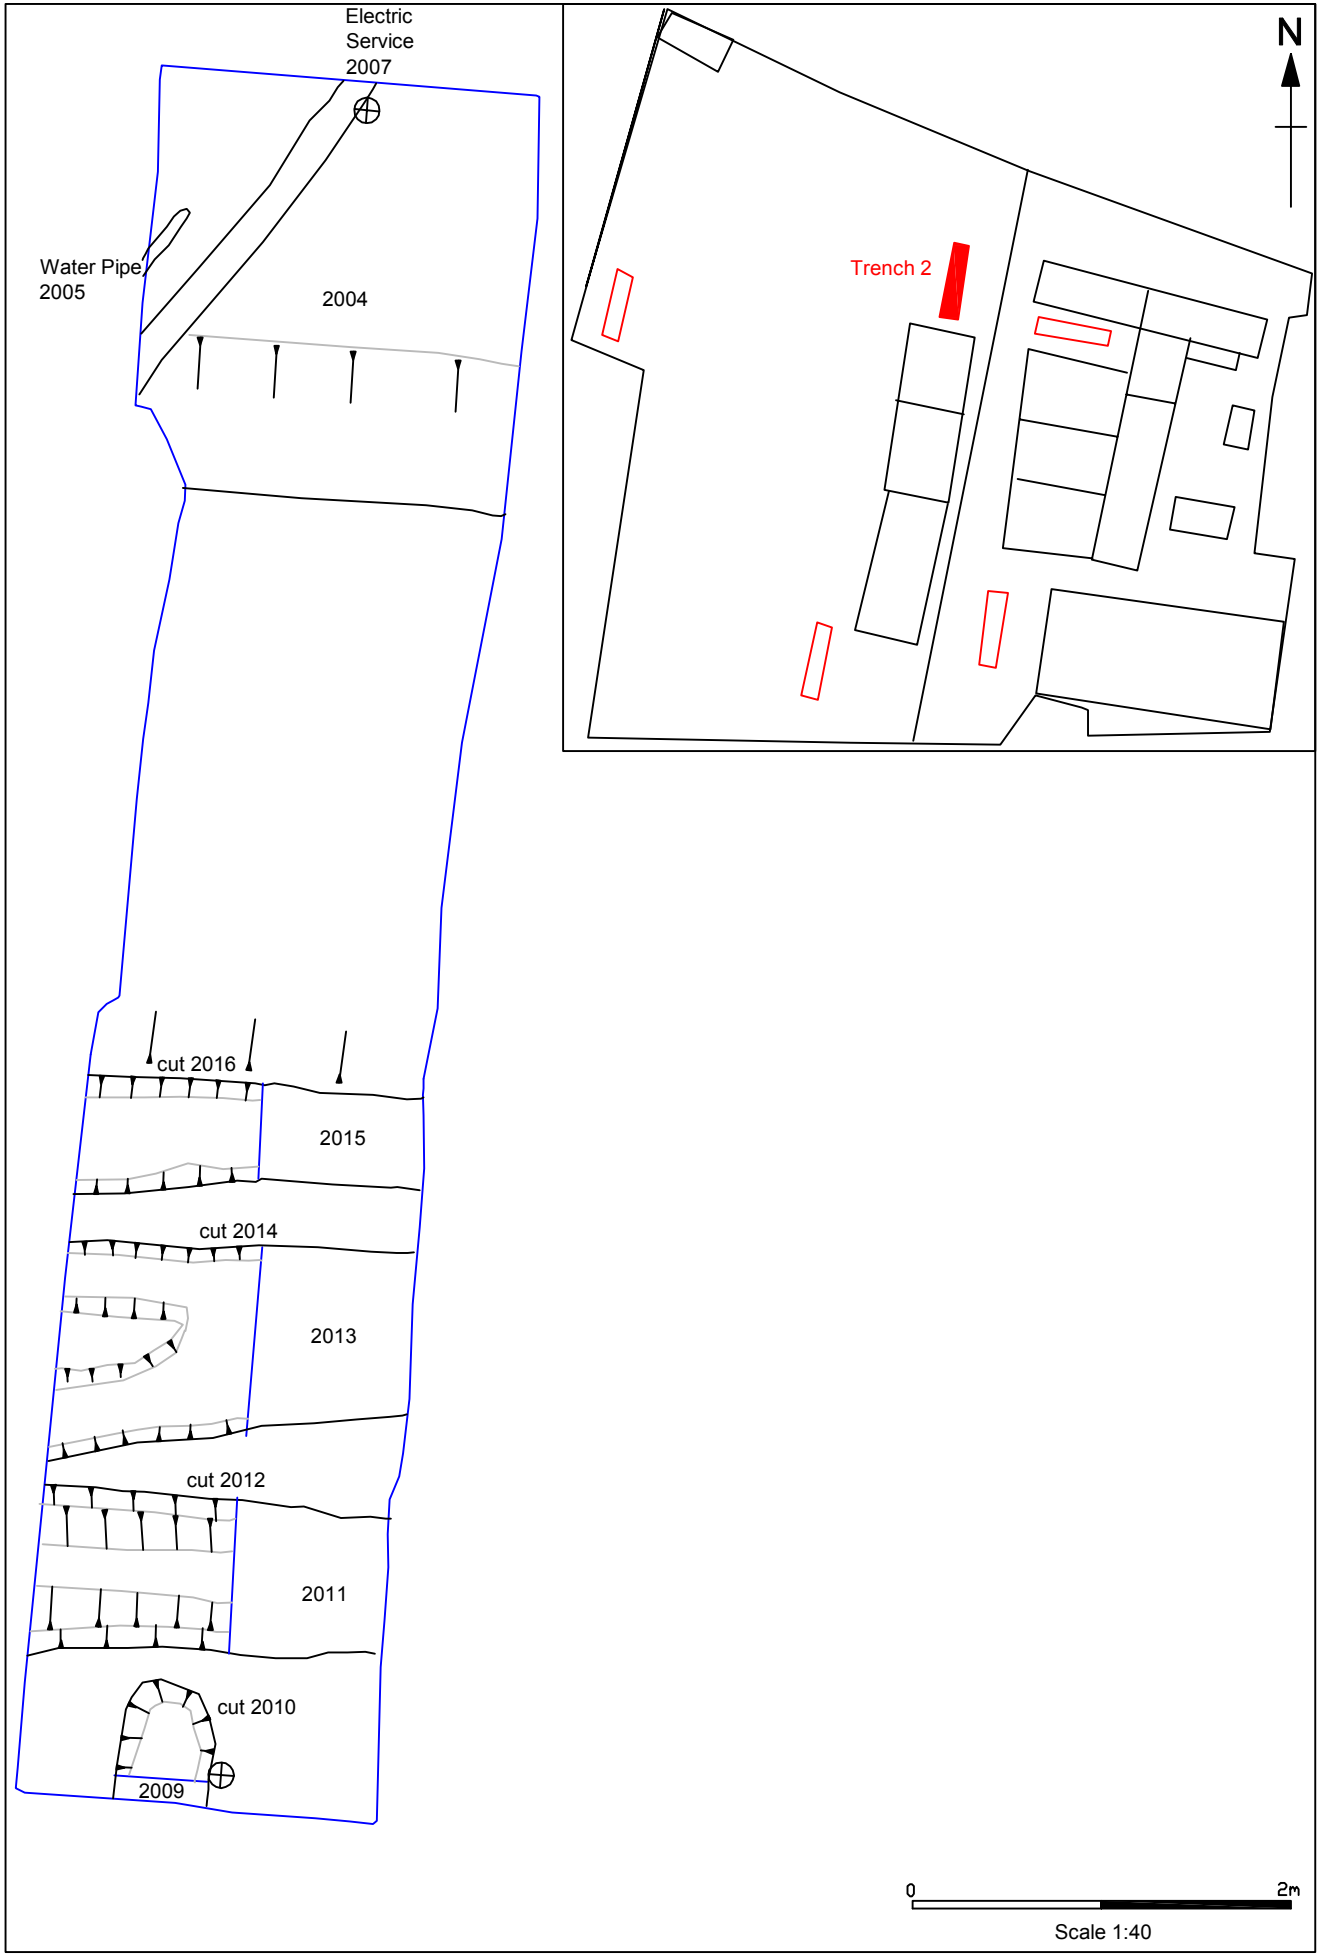 Electric
Service
2007
N
Trench 2
Water Pipe
2005
2004
cut 2016
2015
cut 2014
2013
cut 2012
2011
cut 2010
2009
0 2m
Scale 1:40